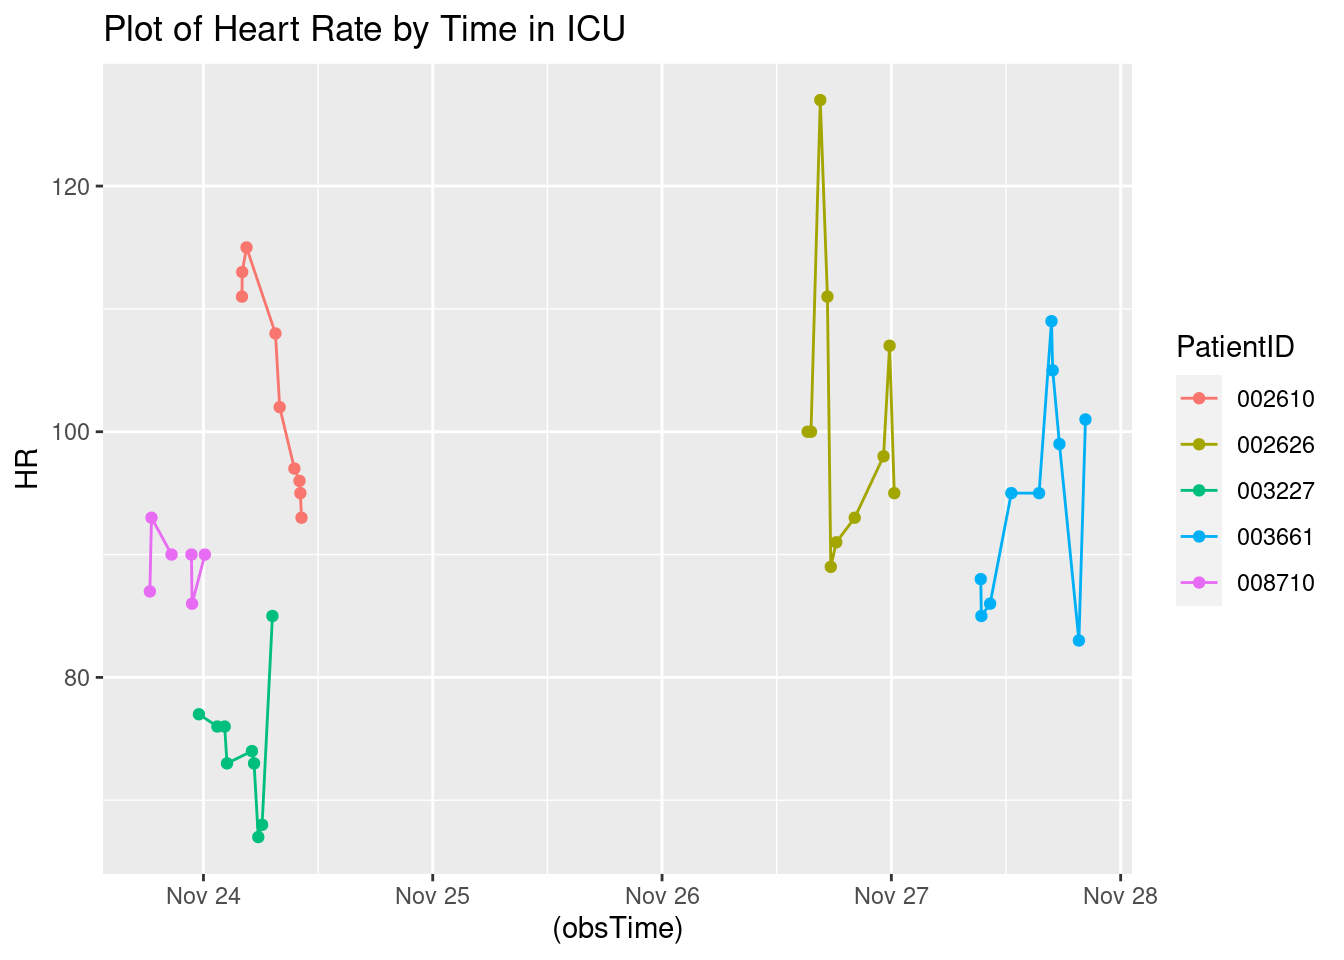 Plot of Heart Rate by Time in ICU
HR
120
100
80
Nov 24
Nov 25
Nov 26
Nov 27
Nov 28
(obsTime)
PatientID
002610
002626
003227
003661
008710